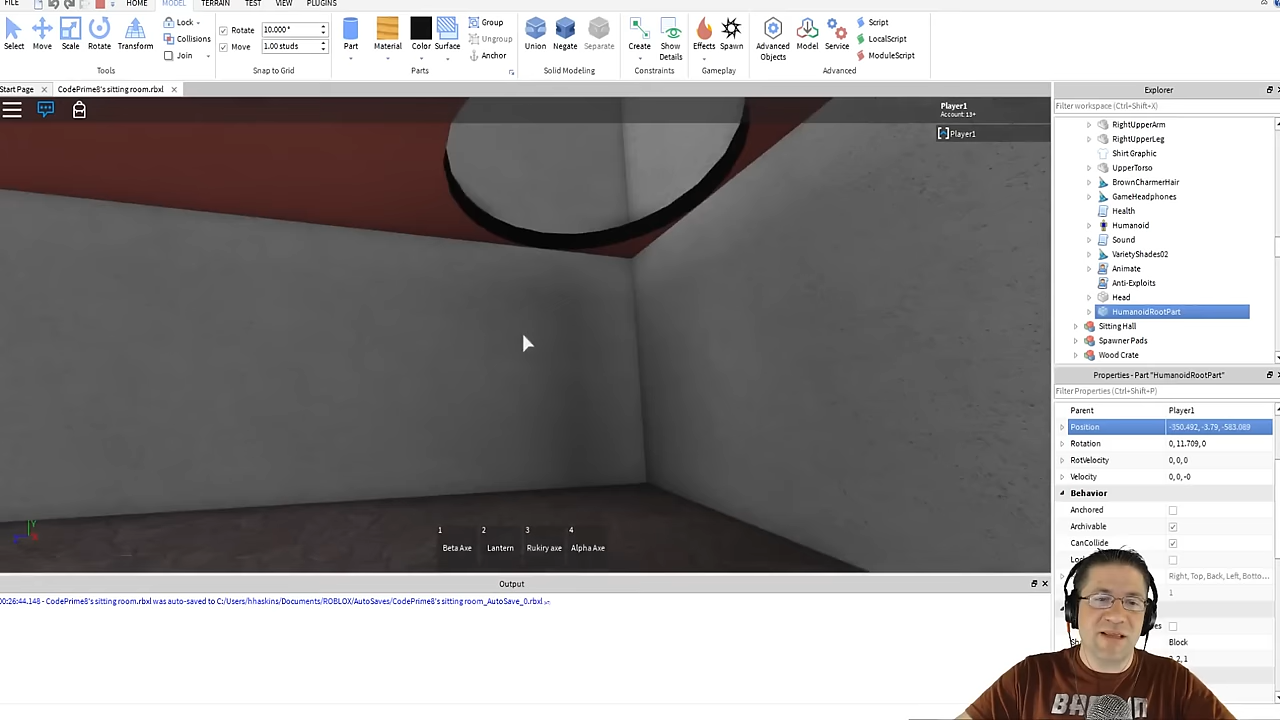 FILE HOME MODEL TERRAIN TEST VIEW PLUGINS
Select Move Scale Rotate Transform
Lock
Collisions
Join
Tools
Rotate 10.000°
Move 1.00 studs
Snap to Grid
Part Material Color Surface
Group
Ungroup
Anchor
Parts
Union Negate Separate
Solid Modeling
Create Show Details
Constraints
Effects Spawn
Gameplay
Advanced Objects Model Service
Script
LocalScript
ModuleScript
Advanced
Start Page CodePrime8's sitting room.rbxl
Player1
Account: 13+
Player1
1 2 3 4
Beta Axe Lantern Rukiry axe Alpha Axe
Explorer
Filter workspace (Ctrl+Shift+X)
RightUpperArm
RightUpperLeg
Shirt Graphic
UpperTorso
BrownCharmerHair
GameHeadphones
Health
Humanoid
Sound
VarietyShades02
Animate
Anti-Exploits
Head
HumanoidRootPart
Sitting Hall
Spawner Pads
Wood Crate
Properties - Part "HumanoidRootPart"
Filter Properties (Ctrl+Shift+P)
Parent Player1
Position -350.492, -3.79, -583.089
Rotation 0, 11.709, 0
RotVelocity 0, 0, 0
Velocity 0, 0, -0
Behavior
Anchored
Archivable
CanCollide
Right, Top, Back, Left, Botto...
1
Block
2, 1
Output
00:26:44.148 - CodePrime8's sitting room.rbxl was auto-saved to C:/Users/hhaskins/Documents/ROBLOX/AutoSaves/CodePrime8's sitting room_AutoSave_0.rbxl